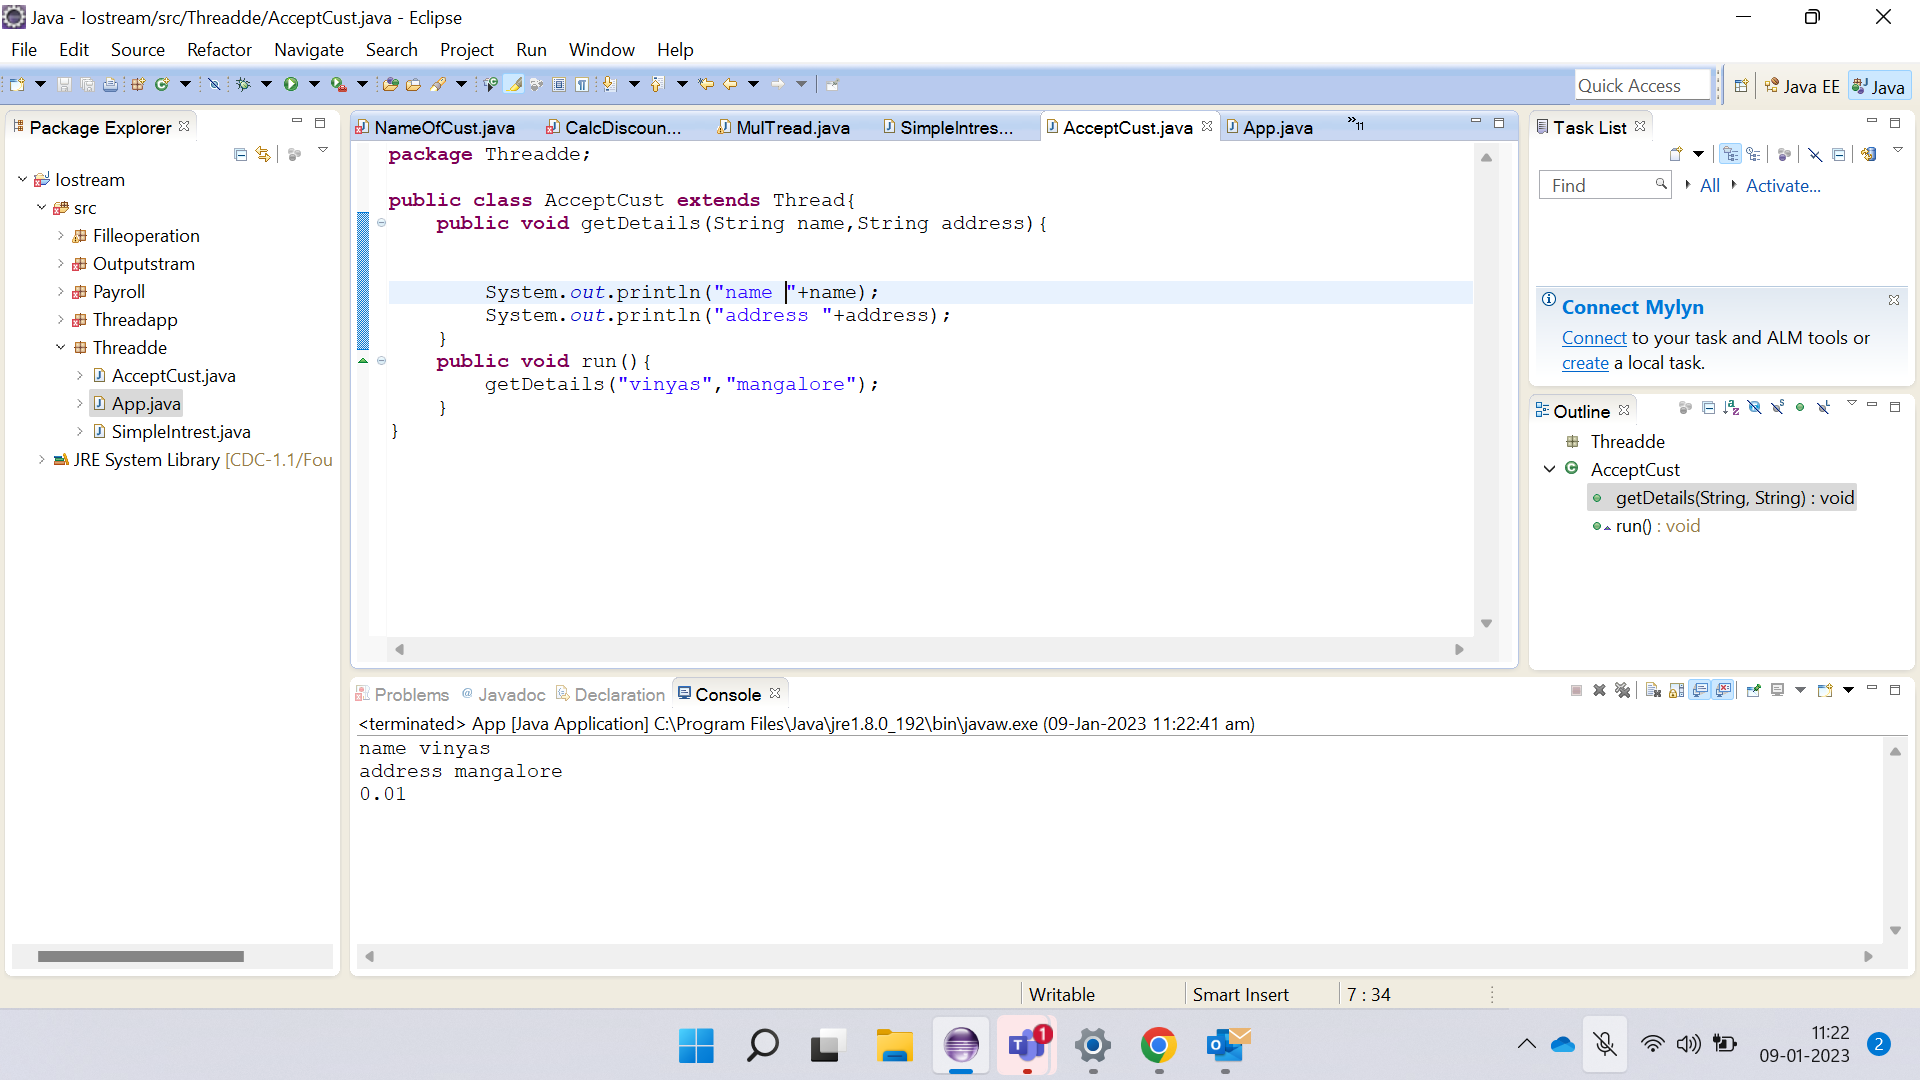 Java - Iostream/src/Threadde/AcceptCust.java - Eclipse
File Edit Source Refactor Navigate Search Project Run Window Help
Quick Access Java EE Java
Package Explorer
Iostream
src
Filleoperation
Outputstram
Payroll
Threadapp
Threadde
AcceptCust.java
App.java
SimpleIntrest.java
JRE System Library [CDC-1.1/Fou
NameOfCust.java CalcDiscoun... MulTread.java SimpleIntres... AcceptCust.java App.java »11
package Threadde;
public class AcceptCust extends Thread{
public void getDetails(String name,String address){
System.out.println("name "+name);
System.out.println("address "+address);
}
public void run(){
getDetails("vinyas","mangalore");
}
}
Task List
Find All Activate...
Connect Mylyn
Connect to your task and ALM tools or
create a local task.
Outline
Threadde
AcceptCust
getDetails(String, String) : void
run() : void
Problems @ Javadoc Declaration Console
<terminated> App [Java Application] C:\Program Files\Java\jre1.8.0_192\bin\javaw.exe (09-Jan-2023 11:22:41 am)
name vinyas
address mangalore
0.01
Writable Smart Insert 7 : 34
1
11:22
09-01-2023
2